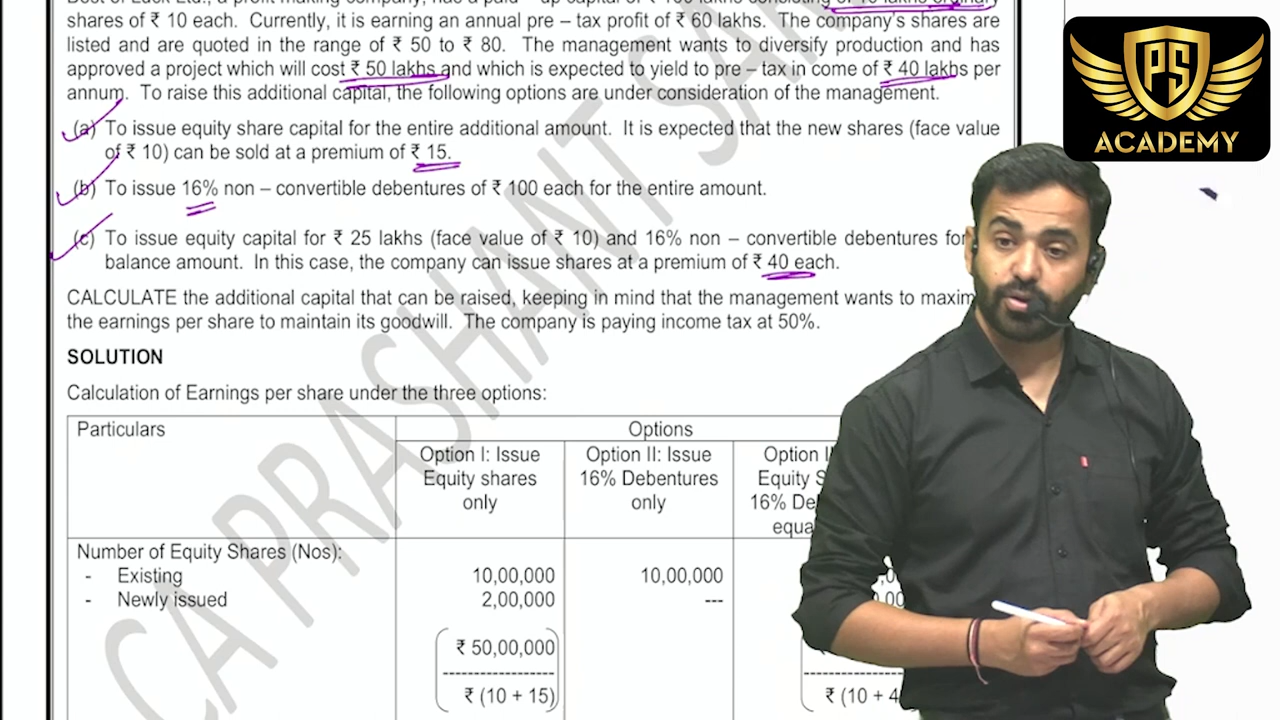 shares of ₹ 10 each. Currently, it is earning an annual pre – tax profit of ₹ 60 lakhs. The company's shares are
listed and are quoted in the range of ₹ 50 to ₹ 80. The management wants to diversify production and has
approved a project which will cost ₹ 50 lakhs and which is expected to yield to pre – tax in come of ₹ 40 lakhs per
annum. To raise this additional capital, the following options are under consideration of the management.
(a) To issue equity share capital for the entire additional amount. It is expected that the new shares (face value
of ₹ 10) can be sold at a premium of ₹ 15.
(b) To issue 16% non – convertible debentures of ₹ 100 each for the entire amount.
(c) To issue equity capital for ₹ 25 lakhs (face value of ₹ 10) and 16% non – convertible debentures for
balance amount. In this case, the company can issue shares at a premium of ₹ 40 each.
CALCULATE the additional capital that can be raised, keeping in mind that the management wants to
the earnings per share to maintain its goodwill. The company is paying income tax at 50%.
SOLUTION
Calculation of Earnings per share under the three options:
Particulars
Options
Option I: Issue
Equity shares
only
Option II: Issue
16% Debentures
only
Option
Equity
16%
Number of Equity Shares (Nos):
- Existing 10,00,000 10,00,000
- Newly issued 2,00,000 ---
₹ 50,00,000
₹ (10 + 15)
₹ (10 + 4
CA PRASHANT
PS
ACADEMY